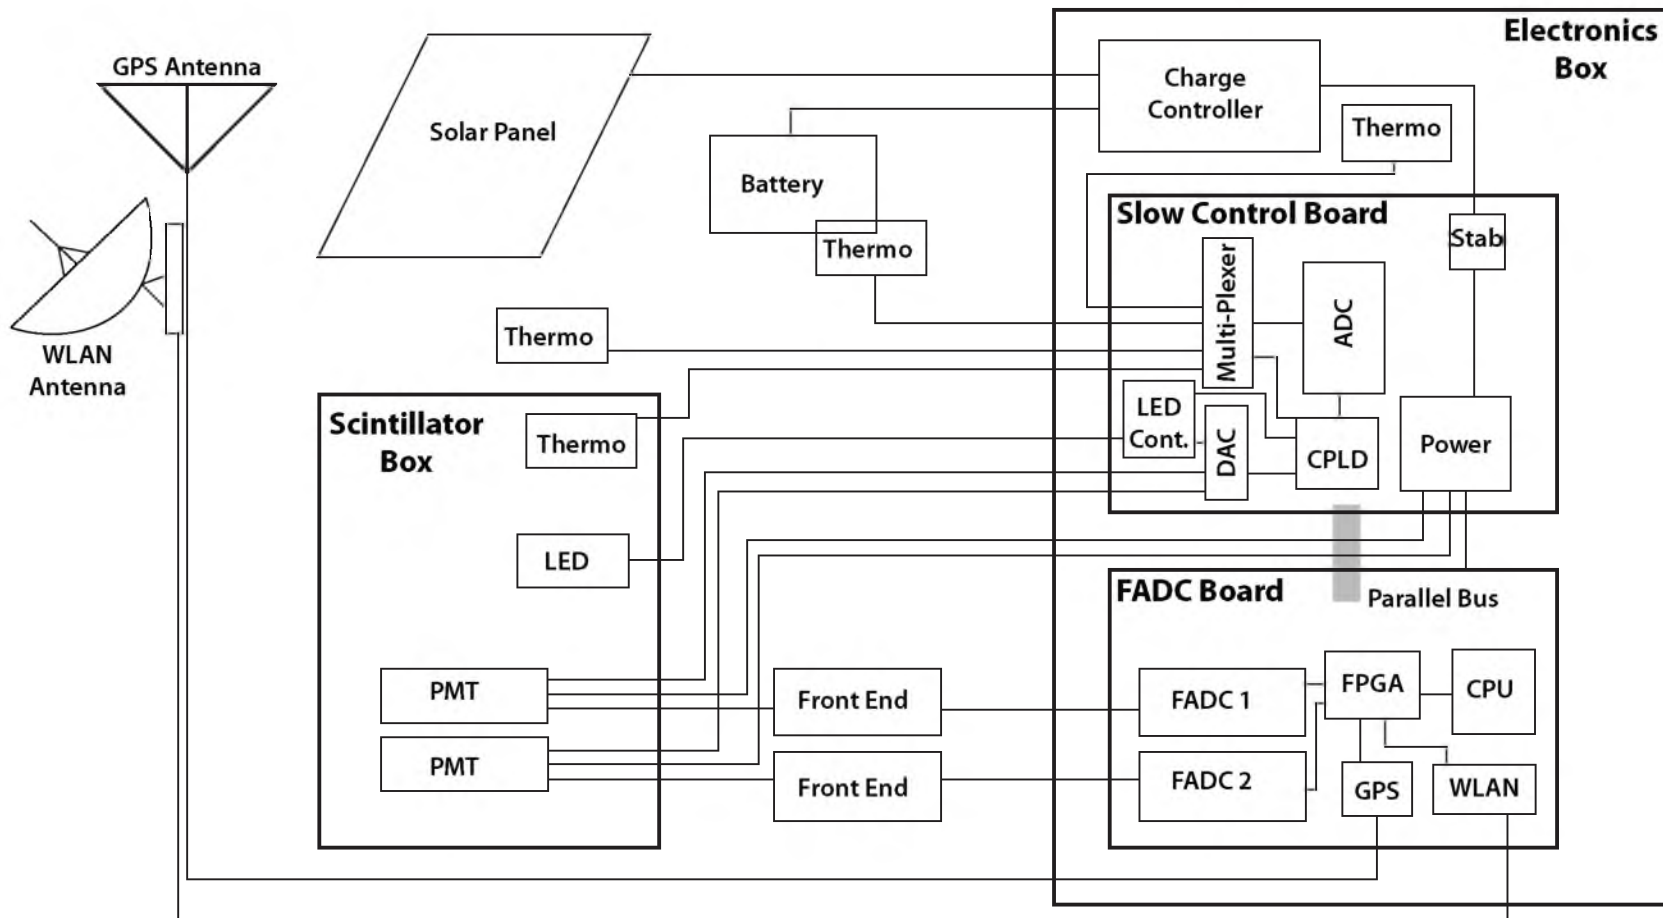 Electronics
Box
GPS Antenna
Charge
Controller
Solar Panel
Thermo
Battery
Slow Control Board
Stab
Thermo
Multi-Plexer
ADC
Thermo
WLAN
Antenna
Scintillator
Box
Thermo
LED
Cont.
DAC
CPLD
Power
LED
FADC Board
Parallel Bus
PMT
Front End
FADC 1
FPGA
CPU
PMT
Front End
FADC 2
GPS
WLAN